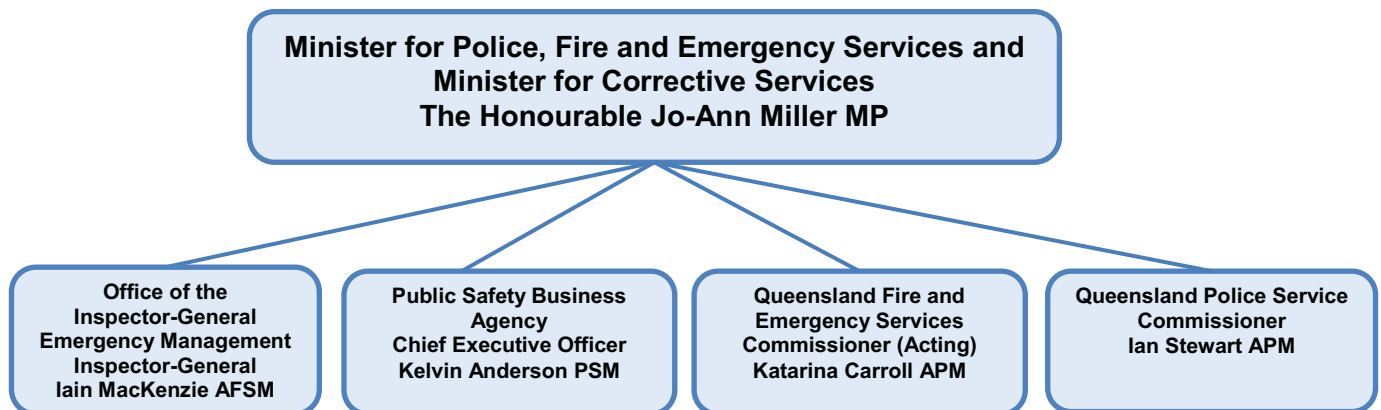 Minister for Police, Fire and Emergency Services and
Minister for Corrective Services
The Honourable Jo-Ann Miller MP
Office of the
Inspector-General
Emergency Management
Inspector-General
Iain MacKenzie AFSM
Public Safety Business
Agency
Chief Executive Officer
Kelvin Anderson PSM
Queensland Fire and
Emergency Services
Commissioner (Acting)
Katarina Carroll APM
Queensland Police Service
Commissioner
Ian Stewart APM